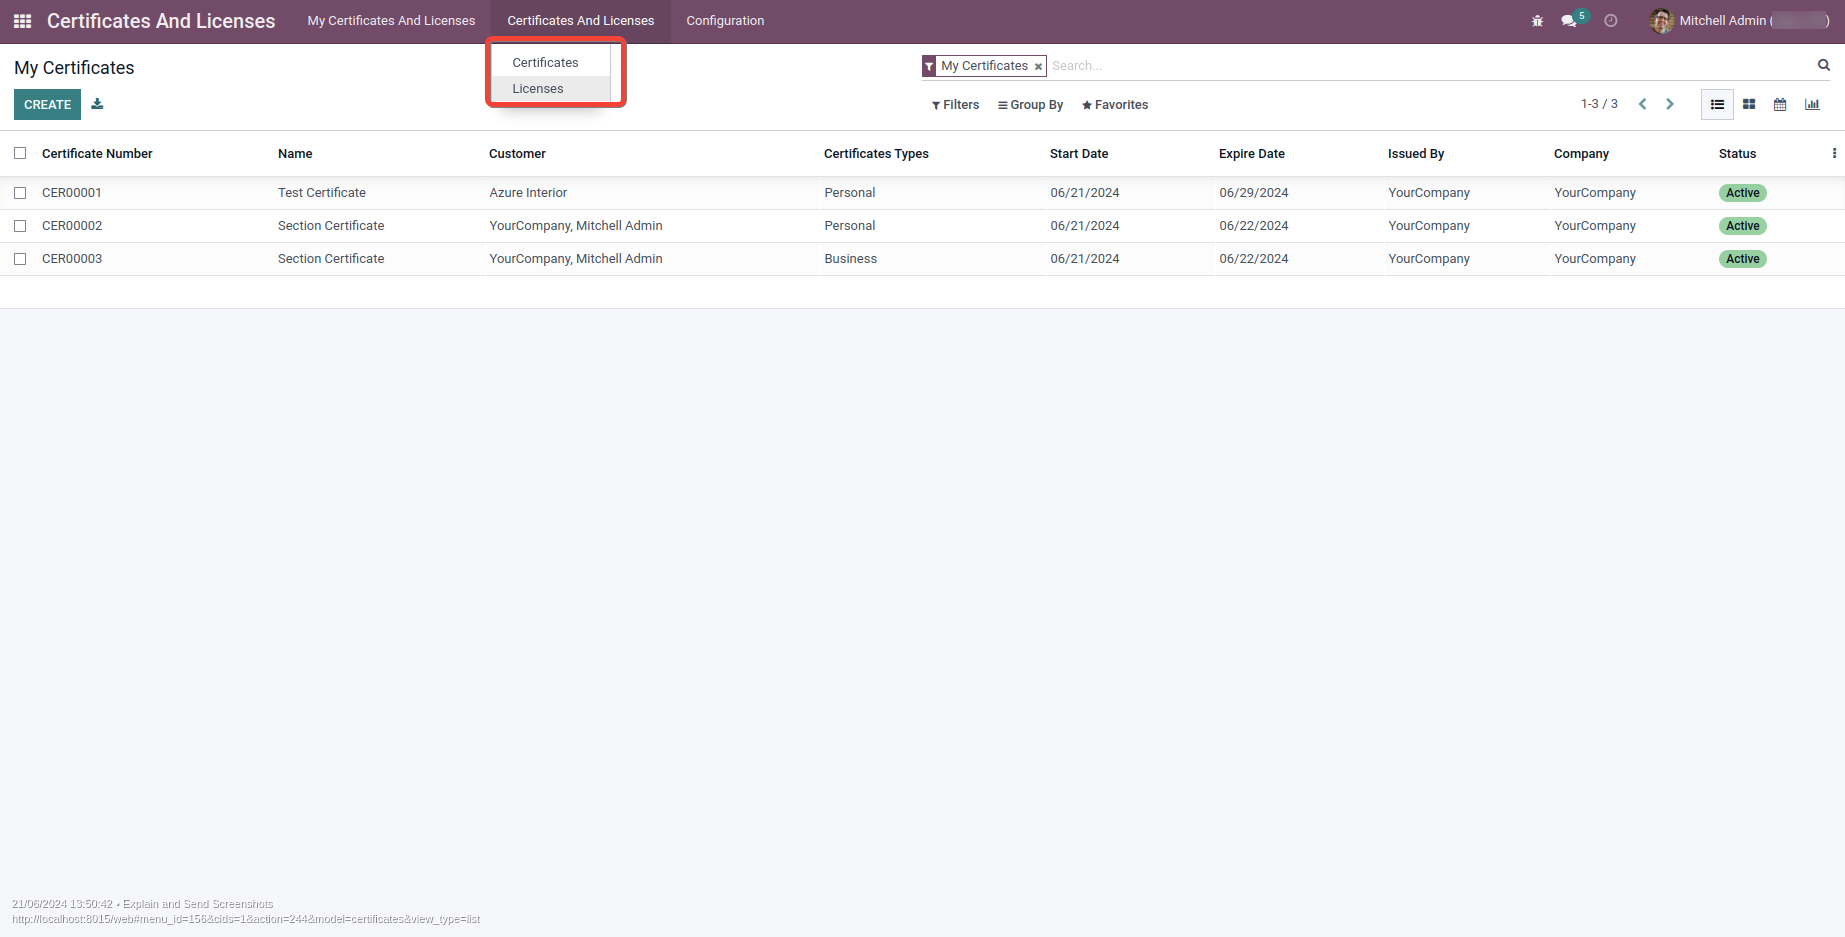 Certificates And Licenses My Certificates And Licenses Certificates And Licenses Configuration 5 Mitchell Admin ( )
Certificates
Licenses
My Certificates
My Certificates × Search...
CREATE
Filters Group By Favorites 1-3 / 3
Certificate Number Name Customer Certificates Types Start Date Expire Date Issued By Company Status
CER00001 Test Certificate Azure Interior Personal 06/21/2024 06/29/2024 YourCompany YourCompany Active
CER00002 Section Certificate YourCompany, Mitchell Admin Personal 06/21/2024 06/22/2024 YourCompany YourCompany Active
CER00003 Section Certificate YourCompany, Mitchell Admin Business 06/21/2024 06/22/2024 YourCompany YourCompany Active
21/06/2024 13:50:42 • Explain and Send Screenshots
http://localhost:8015/web#menu_id=156&cids=1&action=244&model=certificates&view_type=list